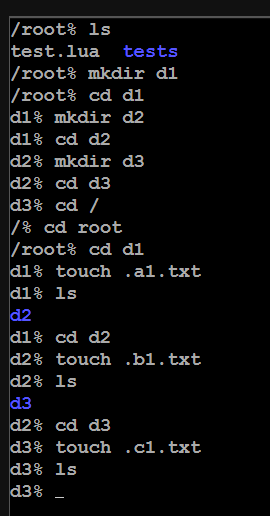 /root% ls
test.lua  tests
/root% mkdir d1
/root% cd d1
d1% mkdir d2
d1% cd d2
d2% mkdir d3
d2% cd d3
d3% cd /
/% cd root
/root% cd d1
d1% touch .a1.txt
d1% ls
d2
d1% cd d2
d2% touch .b1.txt
d2% ls
d3
d2% cd d3
d3% touch .c1.txt
d3% ls
d3% _